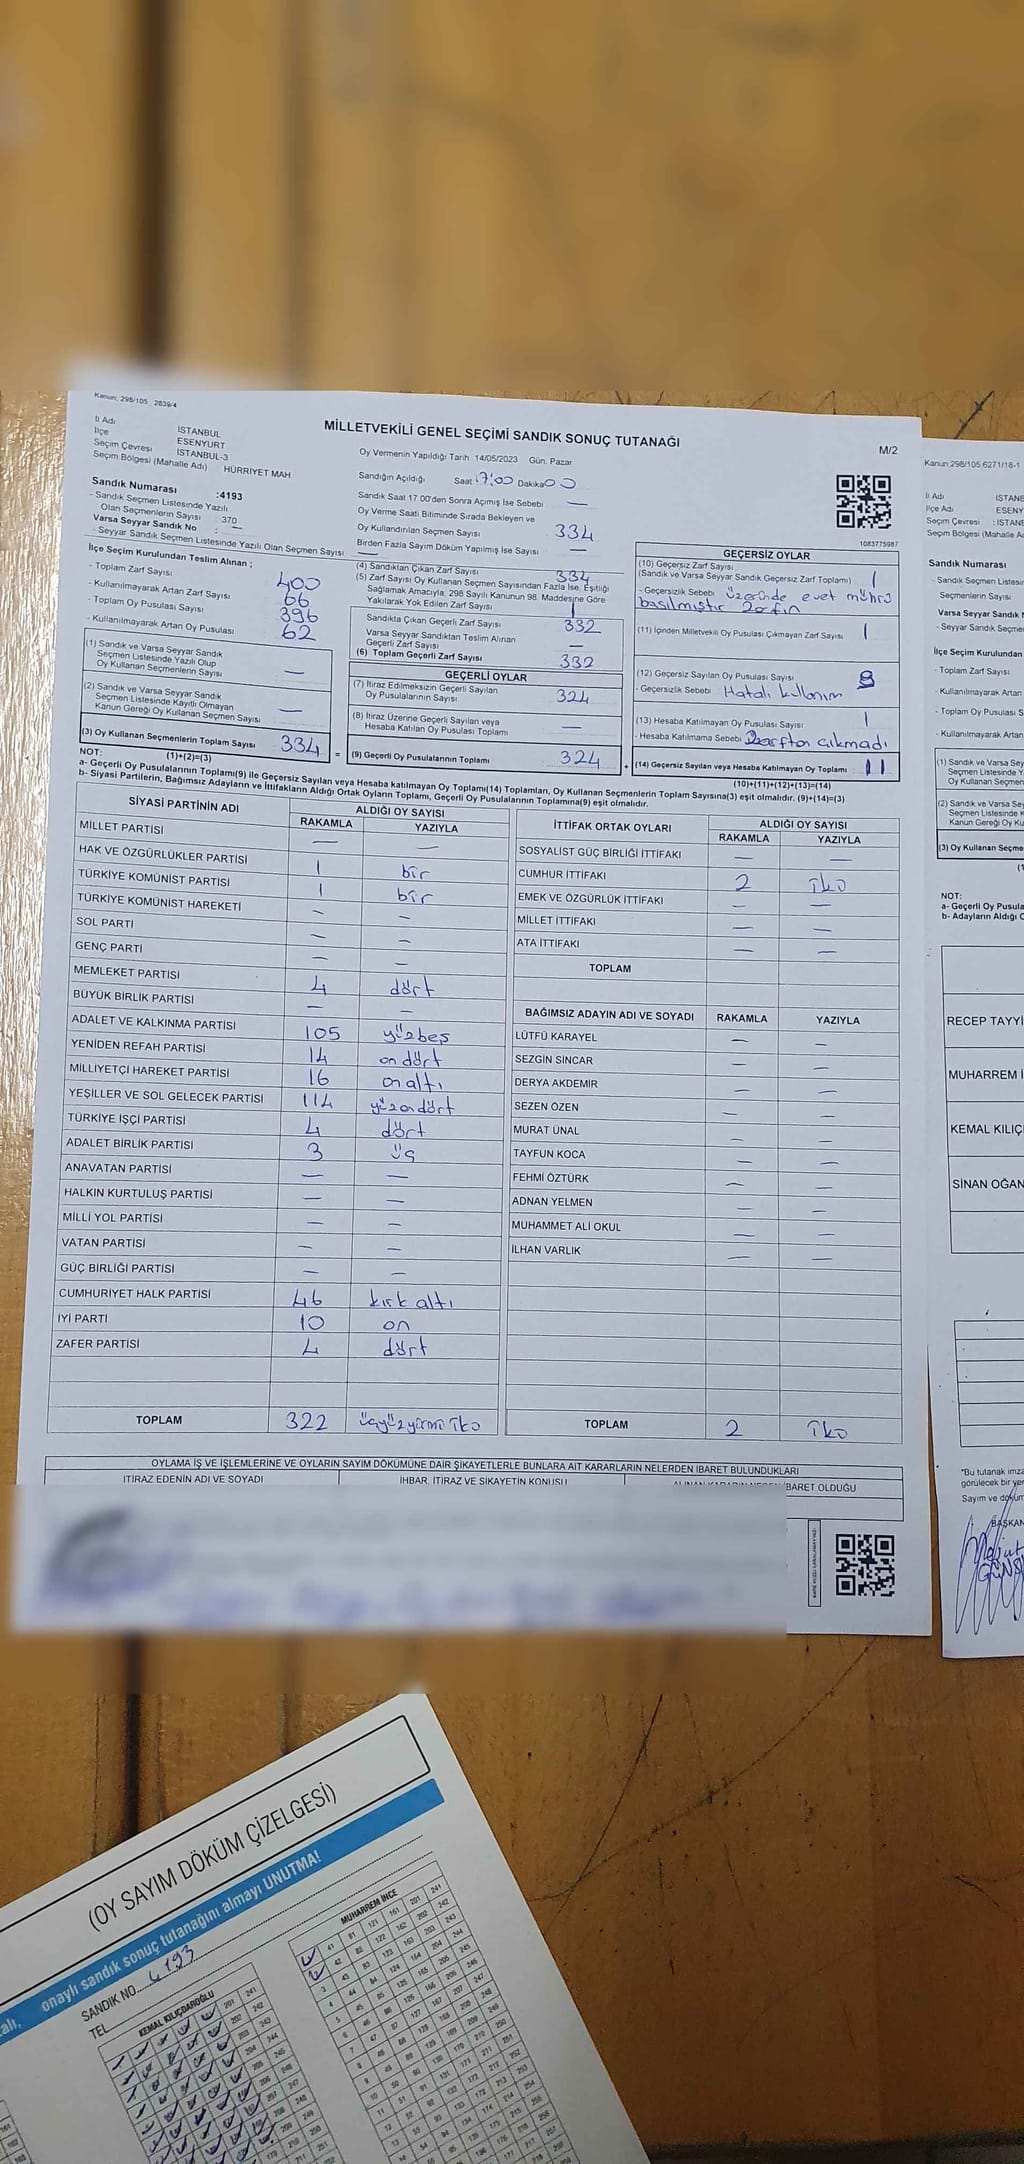 Kanun: 298/105 2839/4
MİLLETVEKİLİ GENEL SEÇİMİ SANDIK SONUÇ TUTANAĞI
M/2
İl Adı İSTANBUL
İlçe ESENYURT
Seçim Çevresi İSTANBUL-3
Seçim Bölgesi (Mahalle Adı) HÜRRİYET MAH
Sandık Numarası :4193
- Sandık Seçmen Listesinde Yazılı
Olan Seçmenlerin Sayısı : 370
Varsa Seyyar Sandık No : —
- Seyyar Sandık Seçmen Listesinde Yazılı Olan Seçmen Sayısı
İlçe Seçim Kurulundan Teslim Alınan ;
- Toplam Zarf Sayısı 400
- Kullanılmayarak Artan Zarf Sayısı 66
- Toplam Oy Pusulası Sayısı 396
- Kullanılmayarak Artan Oy Pusulası 62
(1) Sandık ve Varsa Seyyar Sandık
Seçmen Listesinde Yazılı Olup
Oy Kullanan Seçmenlerin Sayısı —
(2) Sandık ve Varsa Seyyar Sandık
Seçmen Listesinde Kayıtlı Olmayan
Kanun Gereği Oy Kullanan Seçmen Sayısı —
(3) Oy Kullanan Seçmenlerin Toplam Sayısı 334 =
(1)+(2)=(3)
Oy Vermenin Yapıldığı Tarih 14/05/2023 Gün. Pazar
Sandığın Açıldığı Saat 17:00 Dakika 00
Sandık Saat 17.00'den Sonra Açımış İse Sebebi —
Oy Verme Saati Bitiminde Sırada Bekleyen ve
Oy Kullandırılan Seçmen Sayısı 334
Birden Fazla Sayım Döküm Yapılmış İse Sayısı —
(4) Sandıktan Çıkan Zarf Sayısı 334
(5) Zarf Sayısı Oy Kullanan Seçmen Sayısından Fazla İse, Eşitliği
Sağlamak Amacıyla, 298 Sayılı Kanunun 98. Maddesine Göre
Yakılarak Yok Edilen Zarf Sayısı 1
Sandıkta Çıkan Geçerli Zarf Sayısı 332
Varsa Seyyar Sandıktan Teslim Alınan
Geçerli Zarf Sayısı —
(6) Toplam Geçerli Zarf Sayısı 332
GEÇERLİ OYLAR
(7) İtiraz Edilmeksizin Geçerli Sayılan
Oy Pusulalarının Sayısı 324
(8) İtiraz Üzerine Geçerli Sayılan veya
Hesaba Katılan Oy Pusulası Toplamı —
(9) Geçerli Oy Pusulalarının Toplamı 324 +
1083775987
GEÇERSİZ OYLAR
(10) Geçersiz Zarf Sayısı
(Sandık ve Varsa Seyyar Sandık Geçersiz Zarf Toplamı) 1
- Geçersizlik Sebebi üzerinde evet mührü
basılmıştır zarfın
(11) İçinden Milletvekili Oy Pusulası Çıkmayan Zarf Sayısı 1
(12) Geçersiz Sayılan Oy Pusulası Sayısı 8
- Geçersizlik Sebebi Hatalı kullanım
(13) Hesaba Katılmayan Oy Pusulası Sayısı 1
- Hesaba Katılmama Sebebi Zarftan çıkmadı
(14) Geçersiz Sayılan veya Hesaba Katılmayan Oy Toplamı 11
(10)+(11)+(12)+(13)=(14)
NOT:
a- Geçerli Oy Pusulalarının Toplamı(9) ile Geçersiz Sayılan veya Hesaba katılmayan Oy Toplamı(14) Toplamları, Oy Kullanan Seçmenlerin Toplam Sayısına(3) eşit olmalıdır. (9)+(14)=(3)
b- Siyasi Partilerin, Bağımsız Adayların ve İttifakların Aldığı Ortak Oyların Toplamı, Geçerli Oy Pusulalarının Toplamına(9) eşit olmalıdır.
SİYASİ PARTİNİN ADI ALDIĞI OY SAYISI
RAKAMLA YAZIYLA
MİLLET PARTİSİ — —
HAK VE ÖZGÜRLÜKLER PARTİSİ 1 bir
TÜRKİYE KOMÜNİST PARTİSİ 1 bir
TÜRKİYE KOMÜNİST HAREKETİ — —
SOL PARTİ — —
GENÇ PARTİ — —
MEMLEKET PARTİSİ 4 dört
BÜYÜK BİRLİK PARTİSİ — —
ADALET VE KALKINMA PARTİSİ 105 yüzbeş
YENİDEN REFAH PARTİSİ 14 on dört
MİLLİYETÇİ HAREKET PARTİSİ 16 on altı
YEŞİLLER VE SOL GELECEK PARTİSİ 114 yüzondört
TÜRKİYE İŞÇİ PARTİSİ 4 dört
ADALET BİRLİK PARTİSİ 3 üç
ANAVATAN PARTİSİ — —
HALKIN KURTULUŞ PARTİSİ — —
MİLLİ YOL PARTİSİ — —
VATAN PARTİSİ — —
GÜÇ BİRLİĞİ PARTİSİ — —
CUMHURİYET HALK PARTİSİ 46 kırk altı
İYİ PARTİ 10 on
ZAFER PARTİSİ 4 dört
TOPLAM 322 üçyüzyirmi iki
İTTİFAK ORTAK OYLARI ALDIĞI OY SAYISI
RAKAMLA YAZIYLA
SOSYALİST GÜÇ BİRLİĞİ İTTİFAKI — —
CUMHUR İTTİFAKI 2 iki
EMEK VE ÖZGÜRLÜK İTTİFAKI — —
MİLLET İTTİFAKI — —
ATA İTTİFAKI — —
TOPLAM
BAĞIMSIZ ADAYIN ADI VE SOYADI RAKAMLA YAZIYLA
LÜTFÜ KARAYEL — —
SEZGİN SİNCAR — —
DERYA AKDEMİR — —
SEZEN ÖZEN — —
MURAT ÜNAL — —
TAYFUN KOCA — —
FEHMİ ÖZTÜRK — —
ADNAN YELMEN — —
MUHAMMET ALİ OKUL — —
İLHAN VARLIK — —
TOPLAM 2 iki
OYLAMA İŞ VE İŞLEMLERİNE VE OYLARIN SAYIM DÖKÜMÜNE DAİR ŞİKAYETLERLE BUNLARA AİT KARARLARIN NELERDEN İBARET BULUNDUKLARI
İTİRAZ EDENİN ADI VE SOYADI İHBAR, İTİRAZ VE ŞİKAYETİN KONUSU ALINAN KARARIN NEDEN İBARET OLDUĞU
Kanun,298/105 6271/18-1
İl Adı İSTANB
İlçe Adı ESENY
Seçim Çevresi : İSTANB
Sandık Numarası
- Sandık Seçmen Listesi
Seçmenlerin Sayısı
Varsa Seyyar Sandık N
- Seyyar Sandık Seçmen
İlçe Seçim Kurulundan
- Toplam Zarf Sayısı
- Kullanılmayarak Artan
- Toplam Oy Pusulası S
- Kullanılmayarak Artan
(1) Sandık ve Varsa Sey
Seçmen Listesinde Yaz
Oy Kullanan Seçmenler
(2) Sandık ve Varsa Sey
Seçmen Listesinde K
Kanun Gereği Oy Kullan
(3) Oy Kullanan Seçme
NOT:
a- Geçerli Oy Pusula
b- Adayların Aldığı O
RECEP TAYYİ
MUHARREM İ
KEMAL KILIÇ
SİNAN OĞAN
*Bu tutanak imza
görülecek bir yer
Sayım ve döküm
BAŞKAN
(OY SAYIM DÖKÜM ÇİZELGESİ)
onaylı sandık sonuç tutanağını almayı UNUTMA!
SANDIK NO 4193
TEL
KEMAL KILIÇDAROĞLU
MUHARREM İNCE